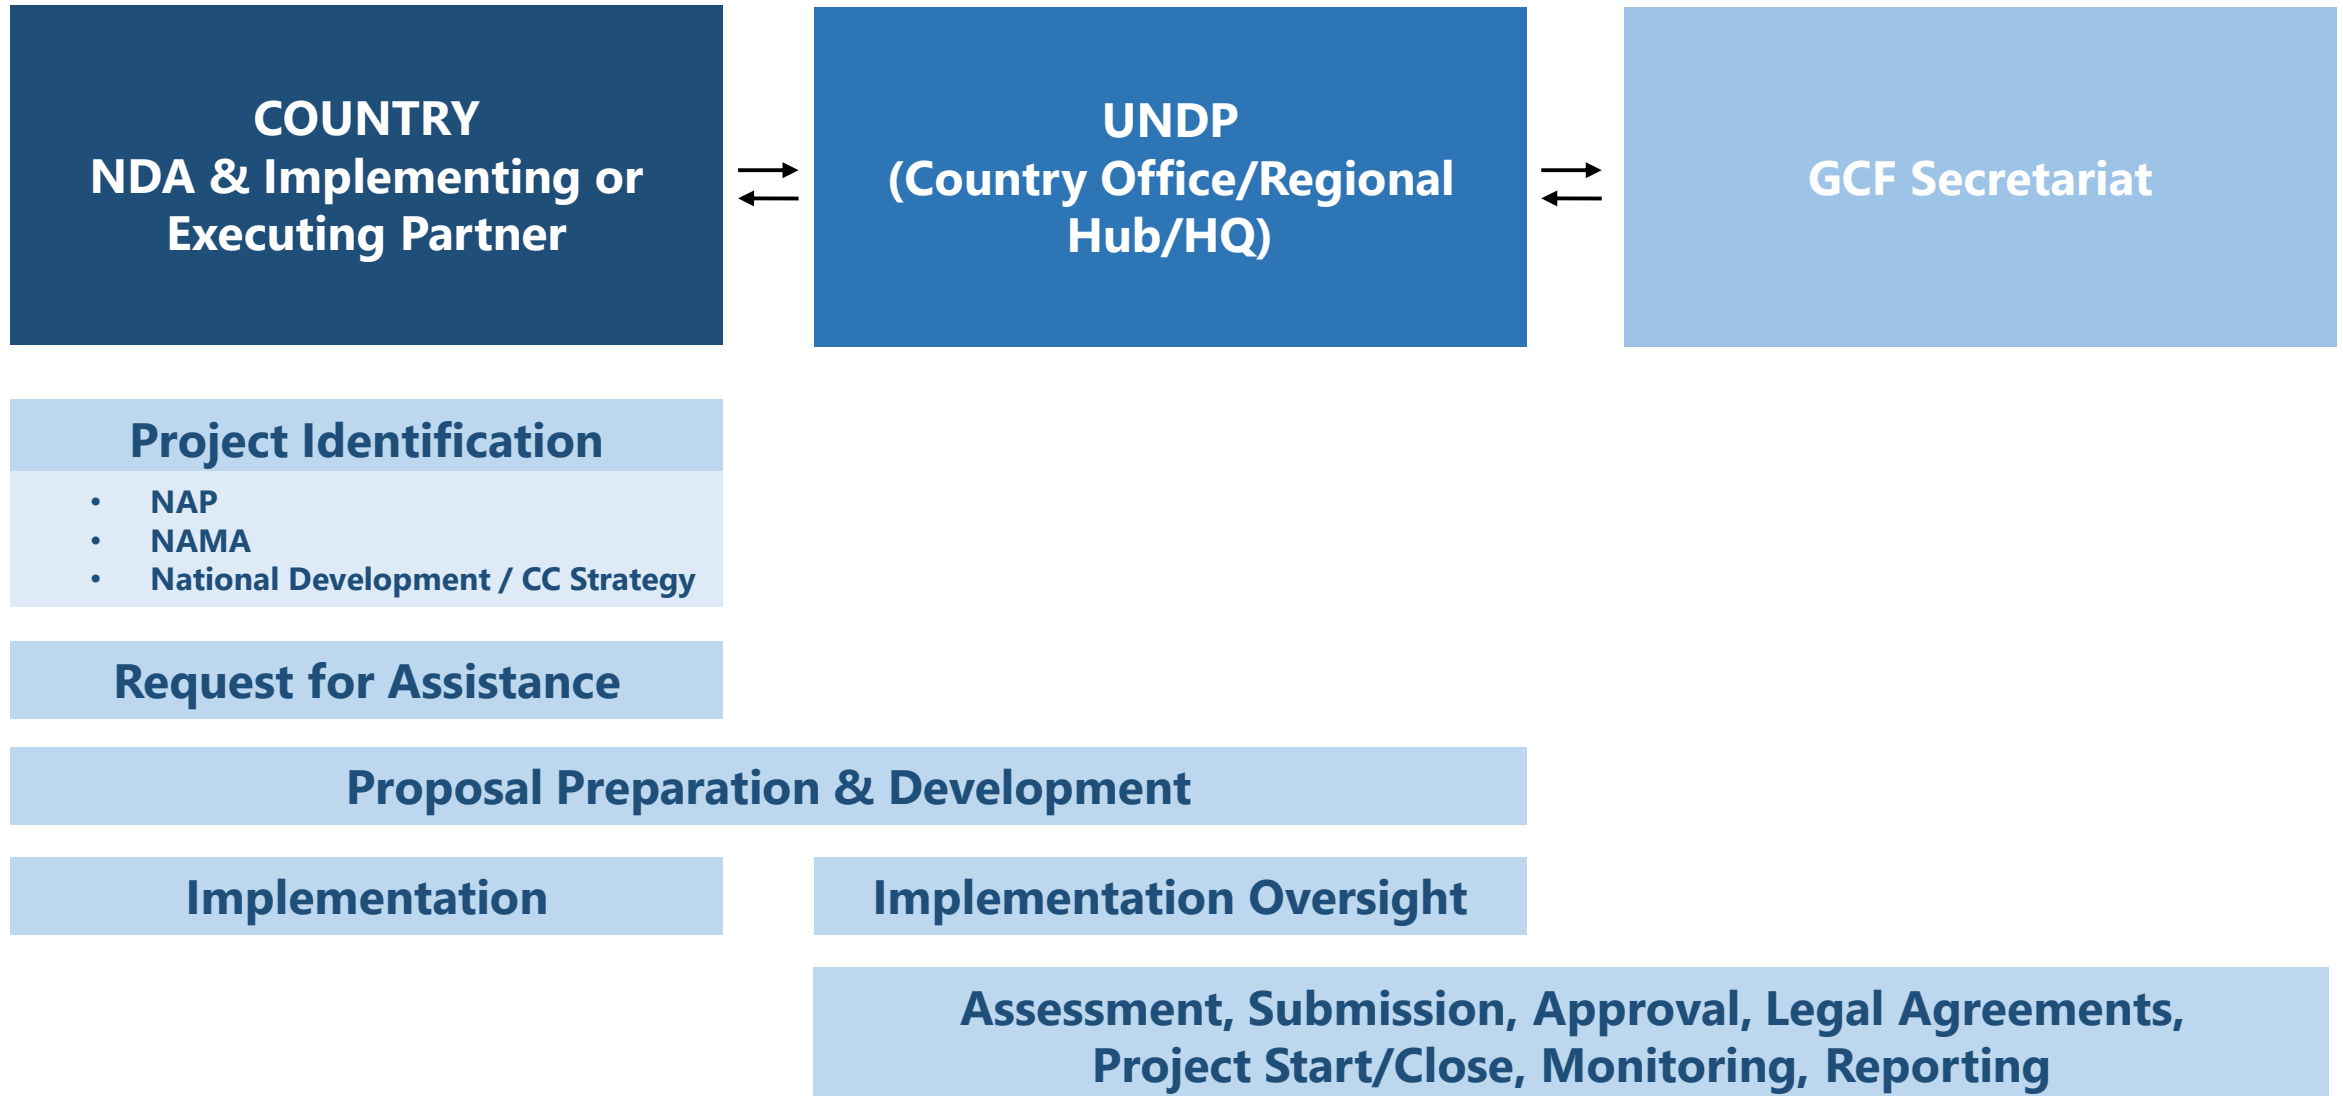 COUNTRY
NDA & Implementing or
Executing Partner
UNDP
(Country Office/Regional
Hub/HQ)
GCF Secretariat
Project Identification
• NAP
• NAMA
• National Development / CC Strategy
Request for Assistance
Proposal Preparation & Development
Implementation
Implementation Oversight
Assessment, Submission, Approval, Legal Agreements,
Project Start/Close, Monitoring, Reporting